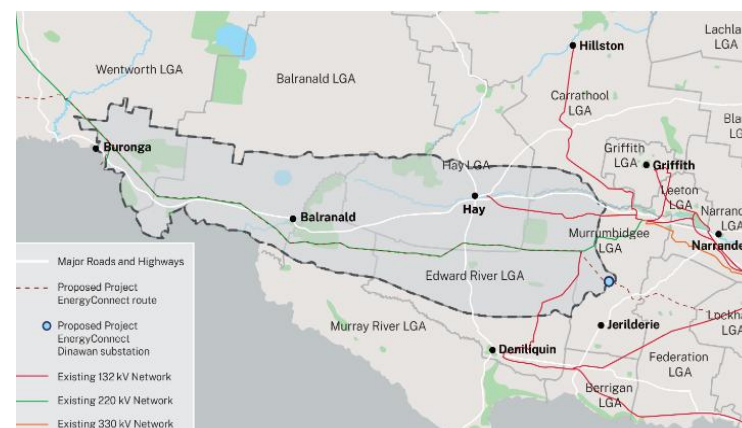 Hillston
Lachla
LGA
Wentworth LGA
Balranald LGA
Carrathool
LGA
Bla
LG
Buronga
Griffith
LGA
Griffith
Hay LGA
Leeton
LGA
Hay
Balranald
Narrand
LGA
Murrumbidgee
LGA
Narrande
Edward River LGA
Major Roads and Highways
Proposed Project
EnergyConnect route
Proposed Project
EnergyConnect
Dinawan substation
Murray River LGA
Jerilderie
Lockh
LGA
Deniliquin
Federation
LGA
Existing 132 kV Network
Berrigan
LGA
Existing 220 kV Network
Existing 330 kV Network